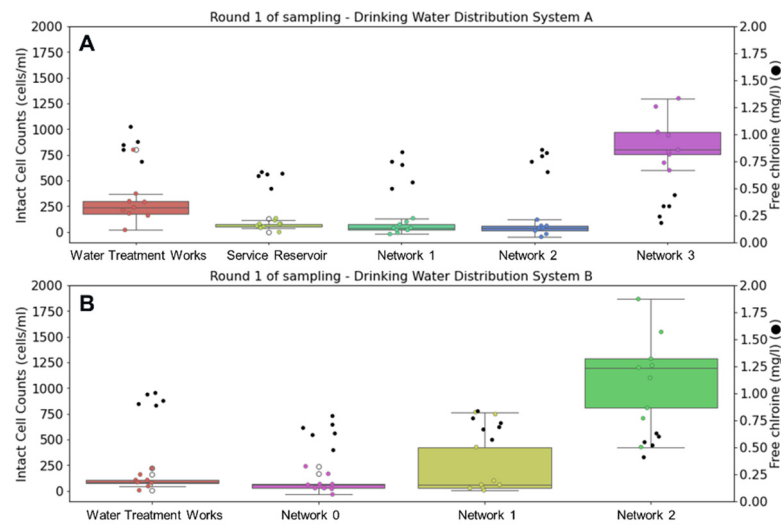 Round 1 of sampling - Drinking Water Distribution System A
A
Intact Cell Counts (cells/ml)
2000
1750
1500
1250
1000
750
500
250
0
2.00
1.75
1.50
1.25
1.00
0.75
0.50
0.25
0.00
Free chlroine (mg/l)
Water Treatment Works
Service Reservoir
Network 1
Network 2
Network 3
Round 1 of sampling - Drinking Water Distribution System B
B
Intact Cell Counts (cells/ml)
2000
1750
1500
1250
1000
750
500
250
0
2.00
1.75
1.50
1.25
1.00
0.75
0.50
0.25
0.00
Free chlroine (mg/l)
Water Treatment Works
Network 0
Network 1
Network 2